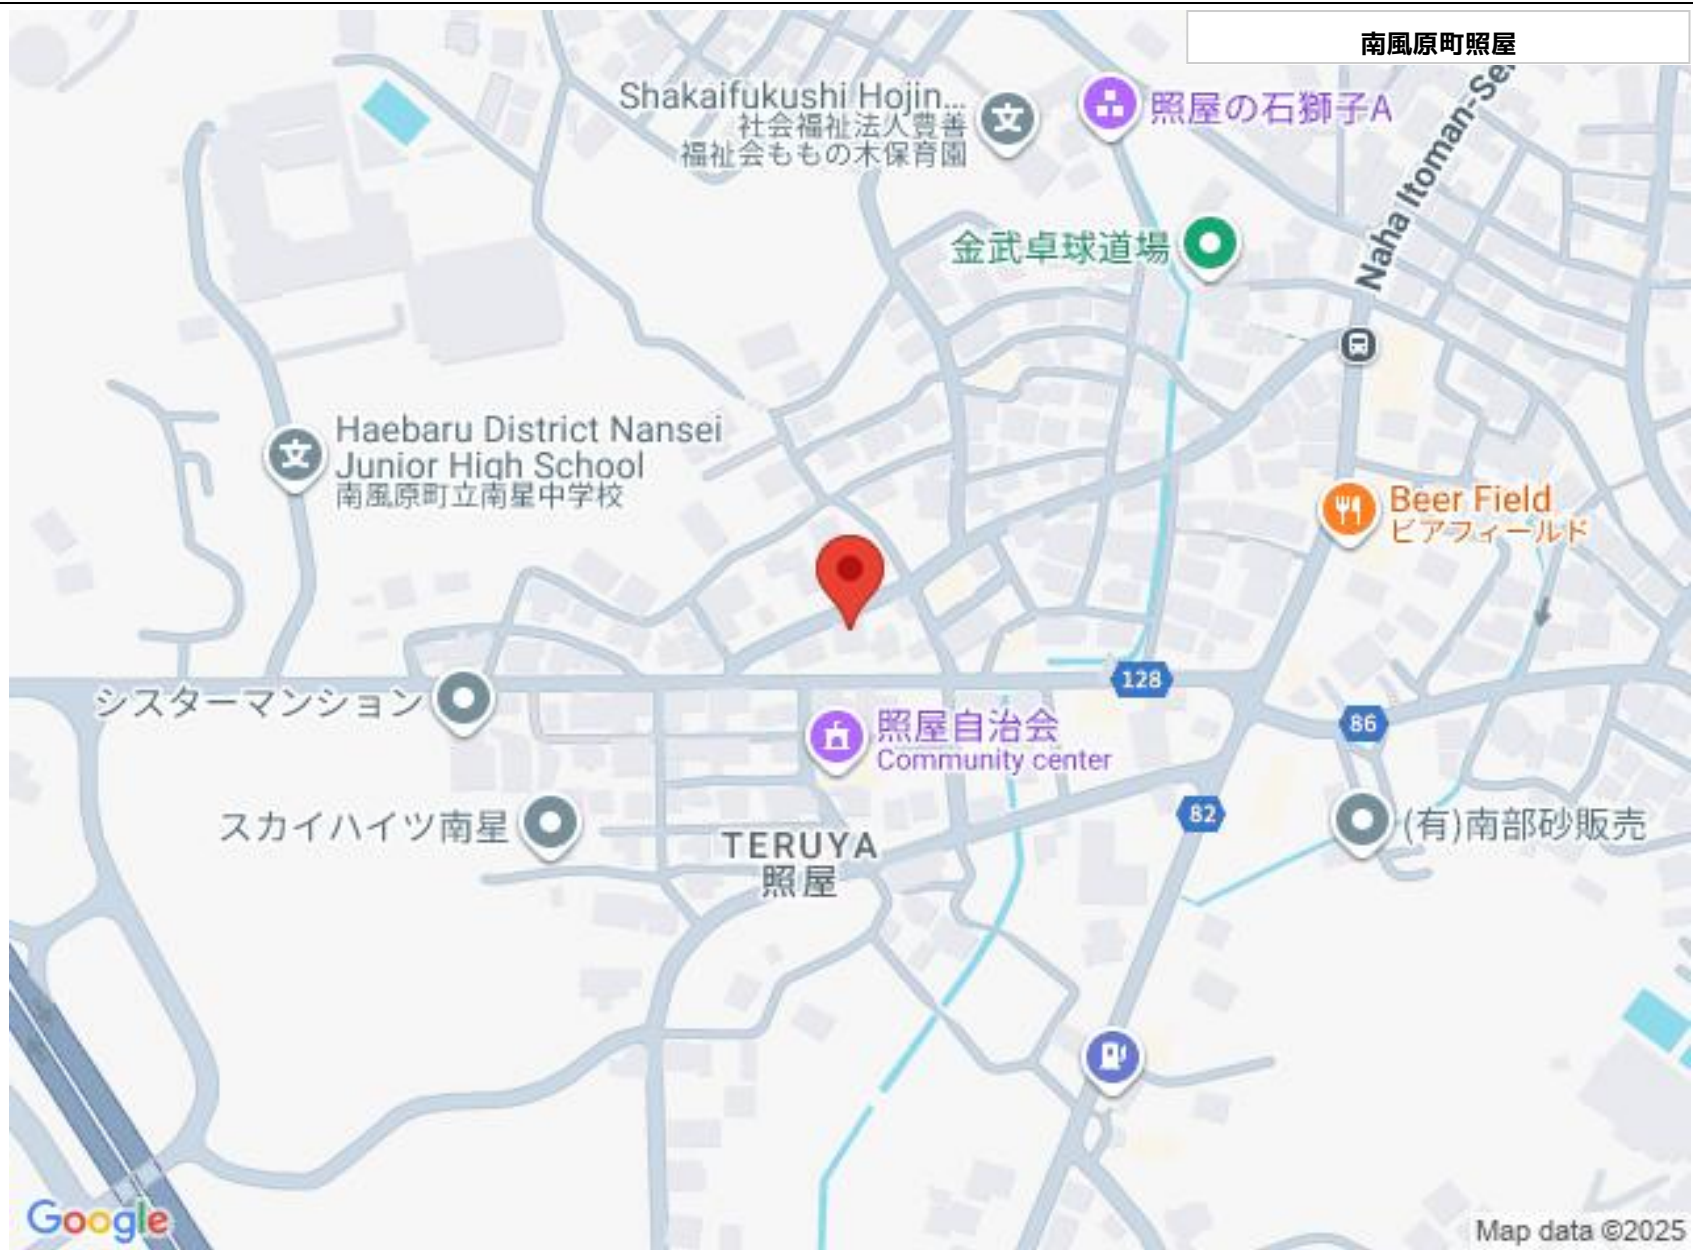 南風原町照屋
Shakaifukushi Hojin...
社会福祉法人豊善
福祉会ももの木保育園
照屋の石獅子A
金武卓球道場
Naha Itoman-Se
Haebaru District Nansei
Junior High School
南風原町立南星中学校
Beer Field
ビアフィールド
128
シスターマンション
照屋自治会
Community center
86
82
スカイハイツ南星
(有)南部砂販売
TERUYA
照屋
Google
Map data ©2025